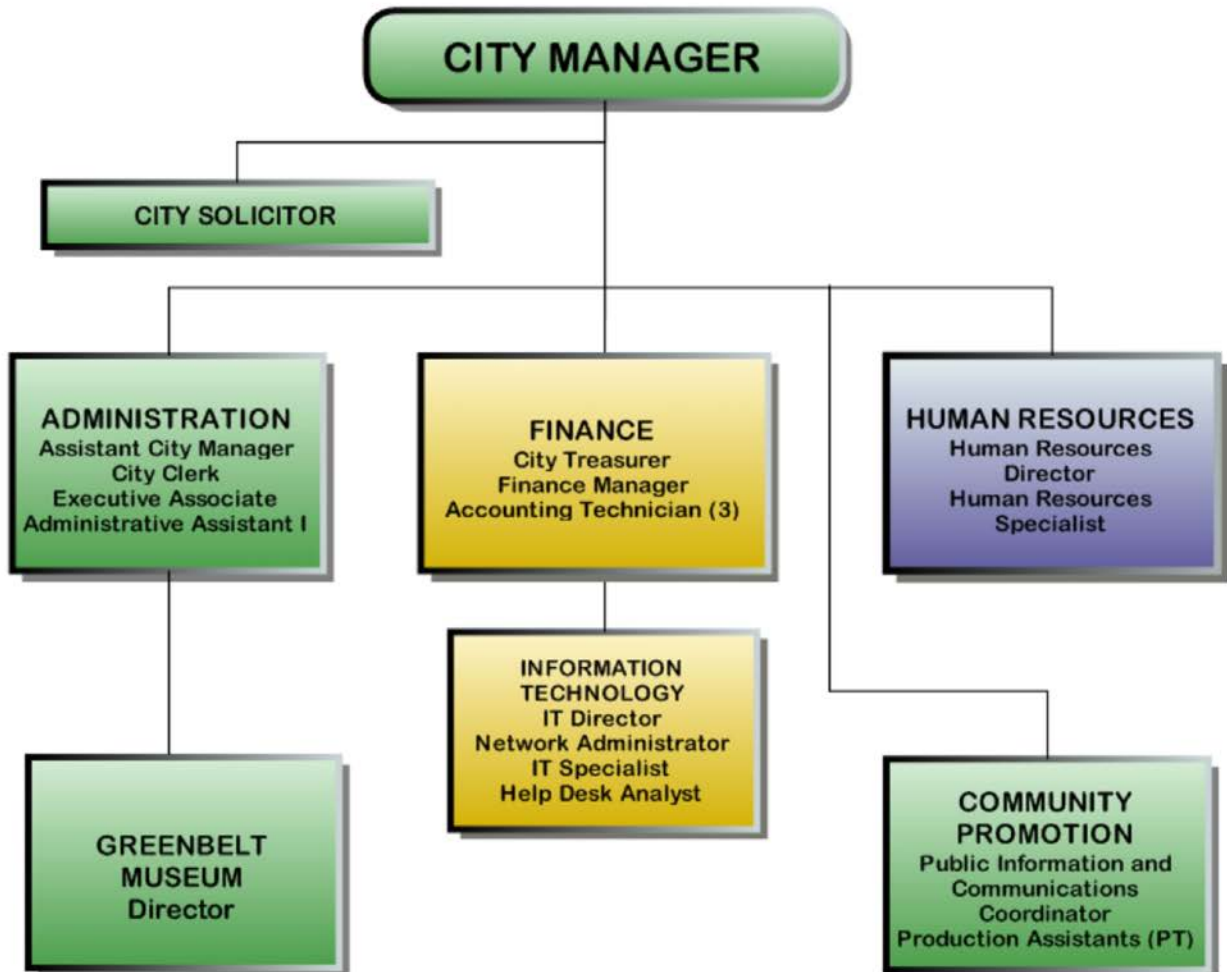 CITY MANAGER
CITY SOLICITOR
ADMINISTRATION
Assistant City Manager
City Clerk
Executive Associate
Administrative Assistant I
FINANCE
City Treasurer
Finance Manager
Accounting Technician (3)
HUMAN RESOURCES
Human Resources
Director
Human Resources
Specialist
INFORMATION
TECHNOLOGY
IT Director
Network Administrator
IT Specialist
Help Desk Analyst
GREENBELT
MUSEUM
Director
COMMUNITY
PROMOTION
Public Information and
Communications
Coordinator
Production Assistants (PT)